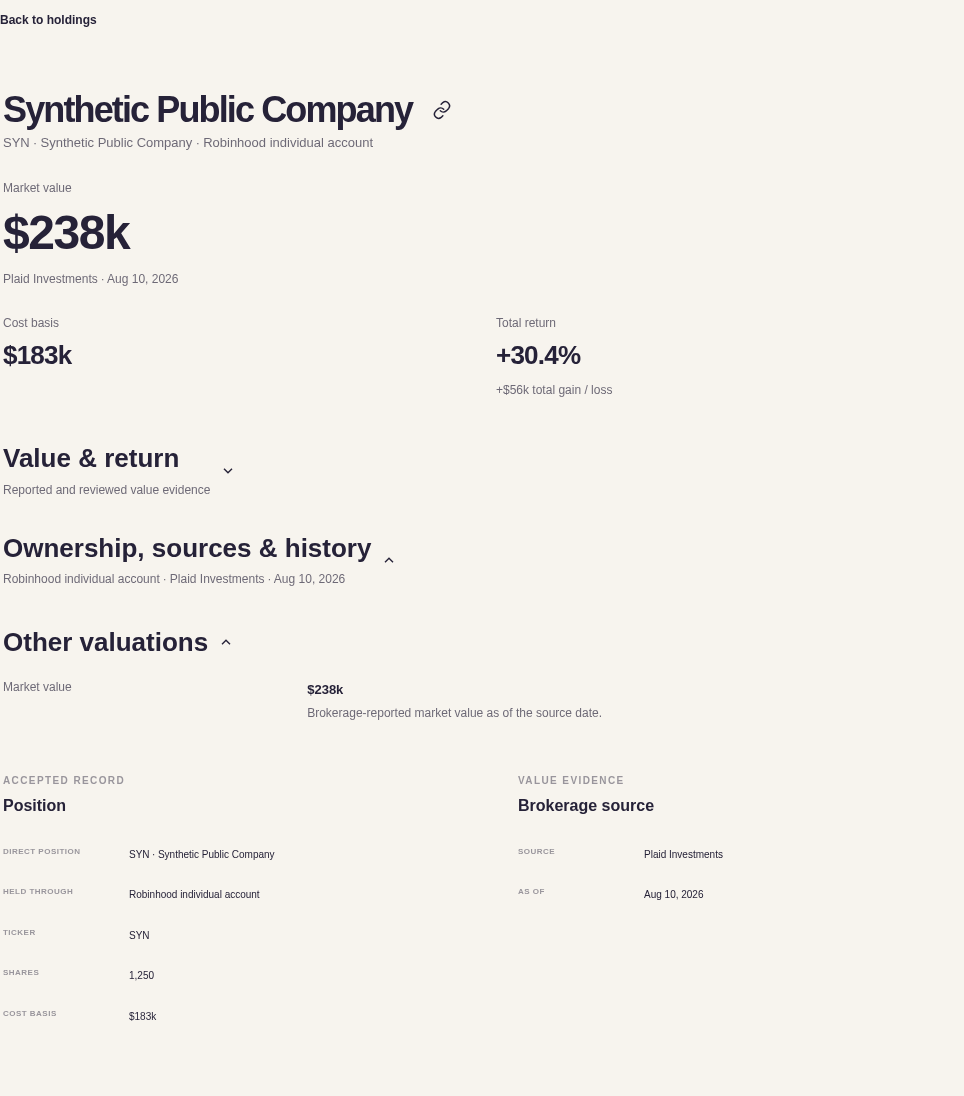 Back to holdings
Synthetic Public Company
SYN · Synthetic Public Company · Robinhood individual account
Market value
$238k
Plaid Investments · Aug 10, 2026
Cost basis
$183k
Total return
+30.4%
+$56k total gain / loss
Value & return
Reported and reviewed value evidence
Ownership, sources & history
Robinhood individual account · Plaid Investments · Aug 10, 2026
Other valuations
Market value
$238k
Brokerage-reported market value as of the source date.
ACCEPTED RECORD
Position
DIRECT POSITION
SYN · Synthetic Public Company
HELD THROUGH
Robinhood individual account
TICKER
SYN
SHARES
1,250
COST BASIS
$183k
VALUE EVIDENCE
Brokerage source
SOURCE
Plaid Investments
AS OF
Aug 10, 2026